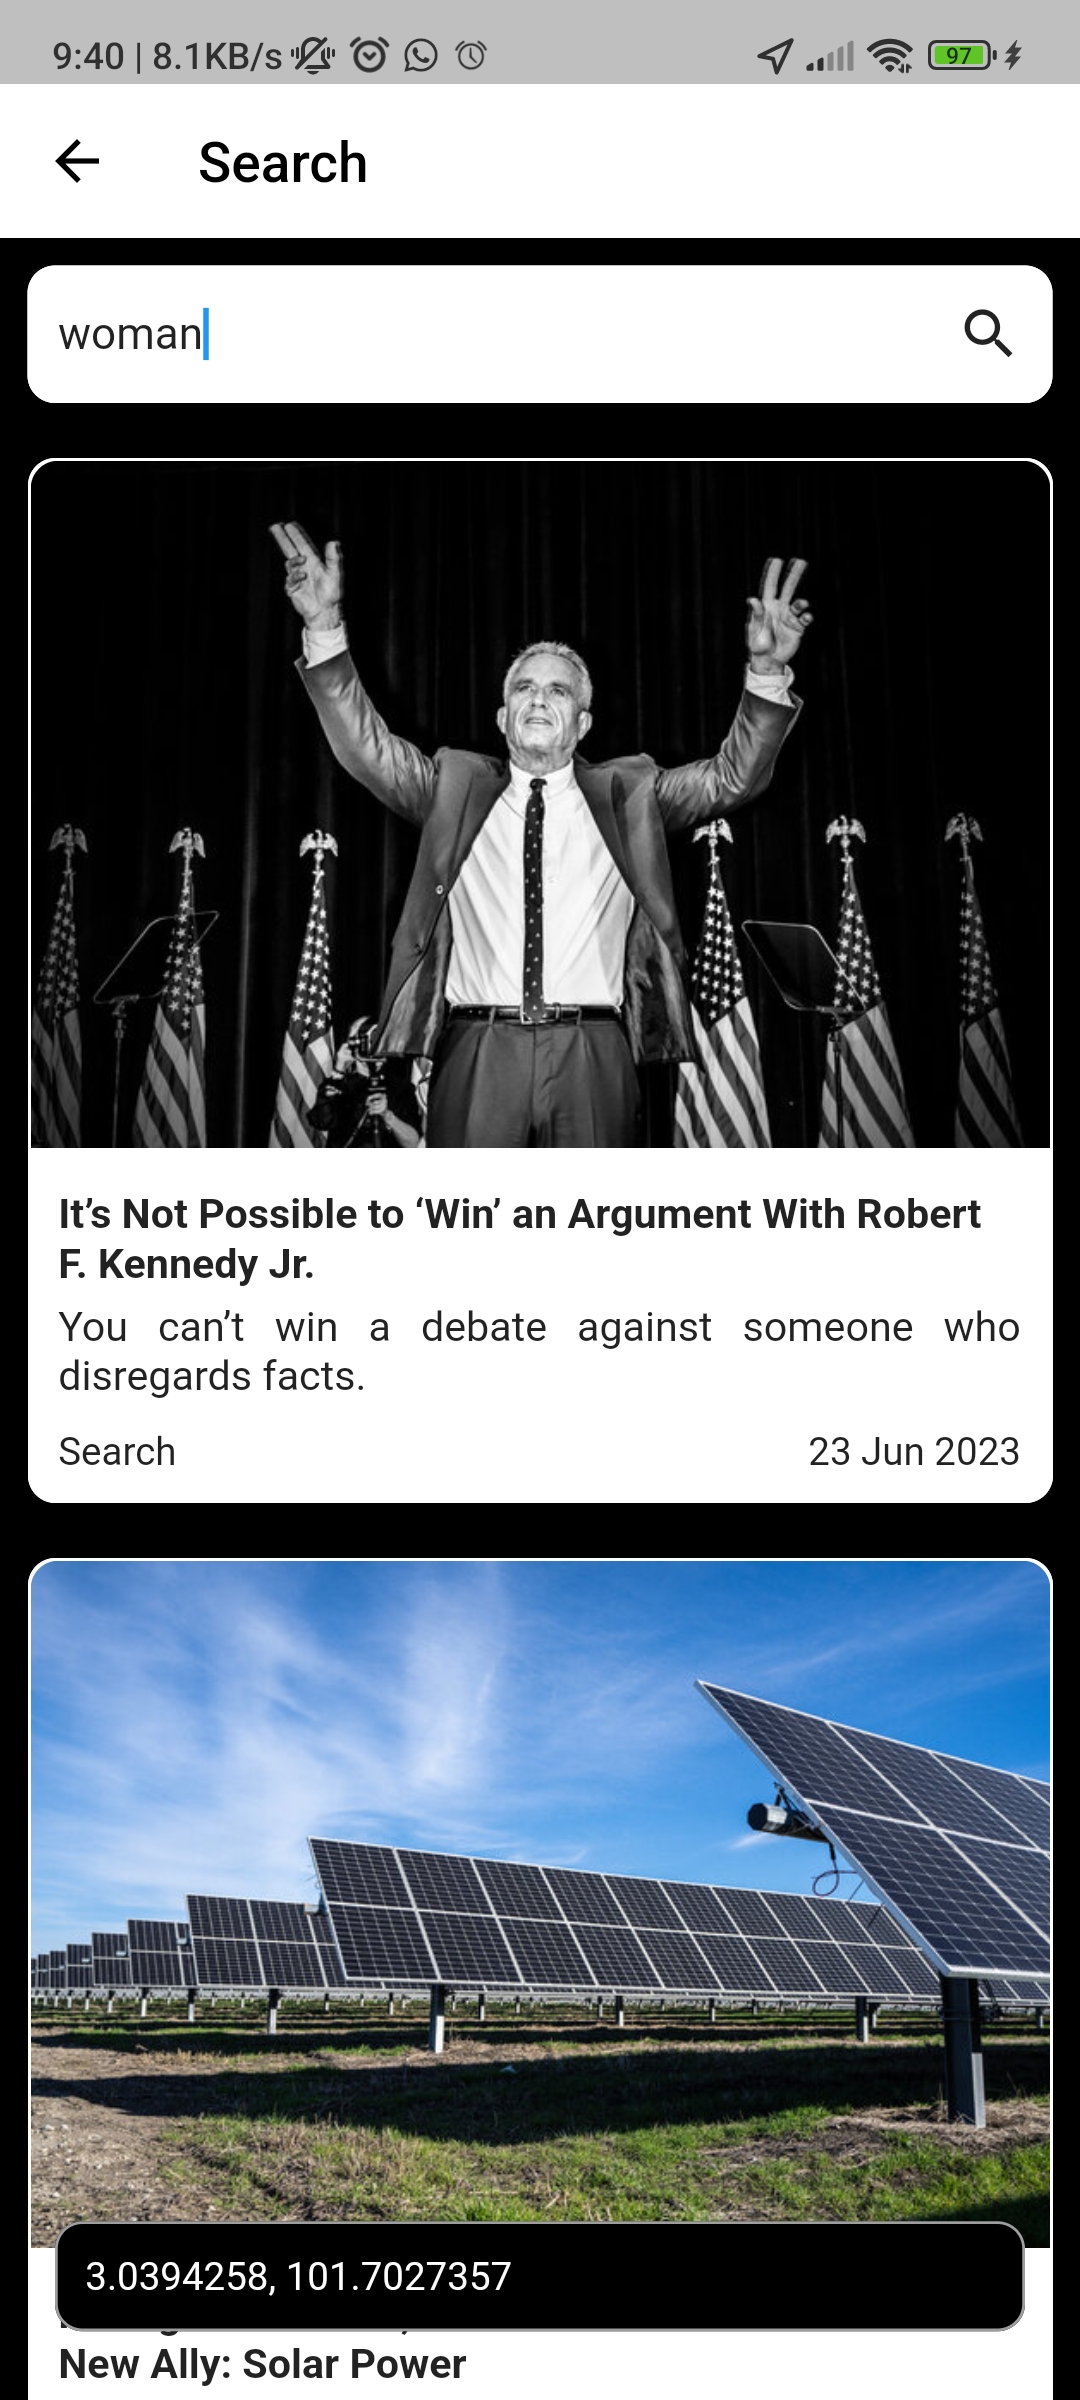 9:40 | 8.1KB/s
97
Search
woman
It’s Not Possible to ‘Win’ an Argument With Robert
F. Kennedy Jr.
You can’t win a debate against someone who
disregards facts.
Search 23 Jun 2023
3.0394258, 101.7027357
New Ally: Solar Power